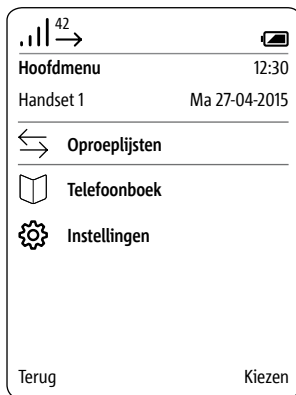 42
Hoofdmenu 12:30
Handset 1 Ma 27-04-2015
Oproeplijsten
Telefoonboek
Instellingen
Terug Kiezen